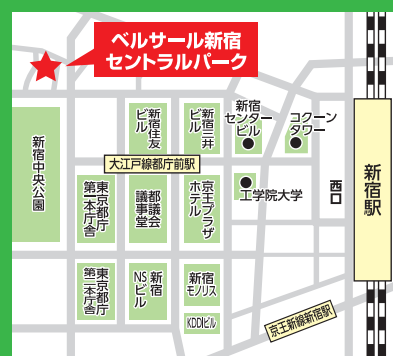 ベルサール新宿
セントラルパーク
新宿住友
ビル
新宿三井
ビル
新宿
センター
ビル
コクーン
タワー
新宿中央公園
大江戸線都庁前駅
新宿駅
西口
東京都庁
第一本庁舎
都議会
議事堂
京王プラザ
ホテル
工学院大学
東京都庁
第二本庁舎
新宿
NSビル
新宿
モノリス
KDDIビル
京王新線新宿駅